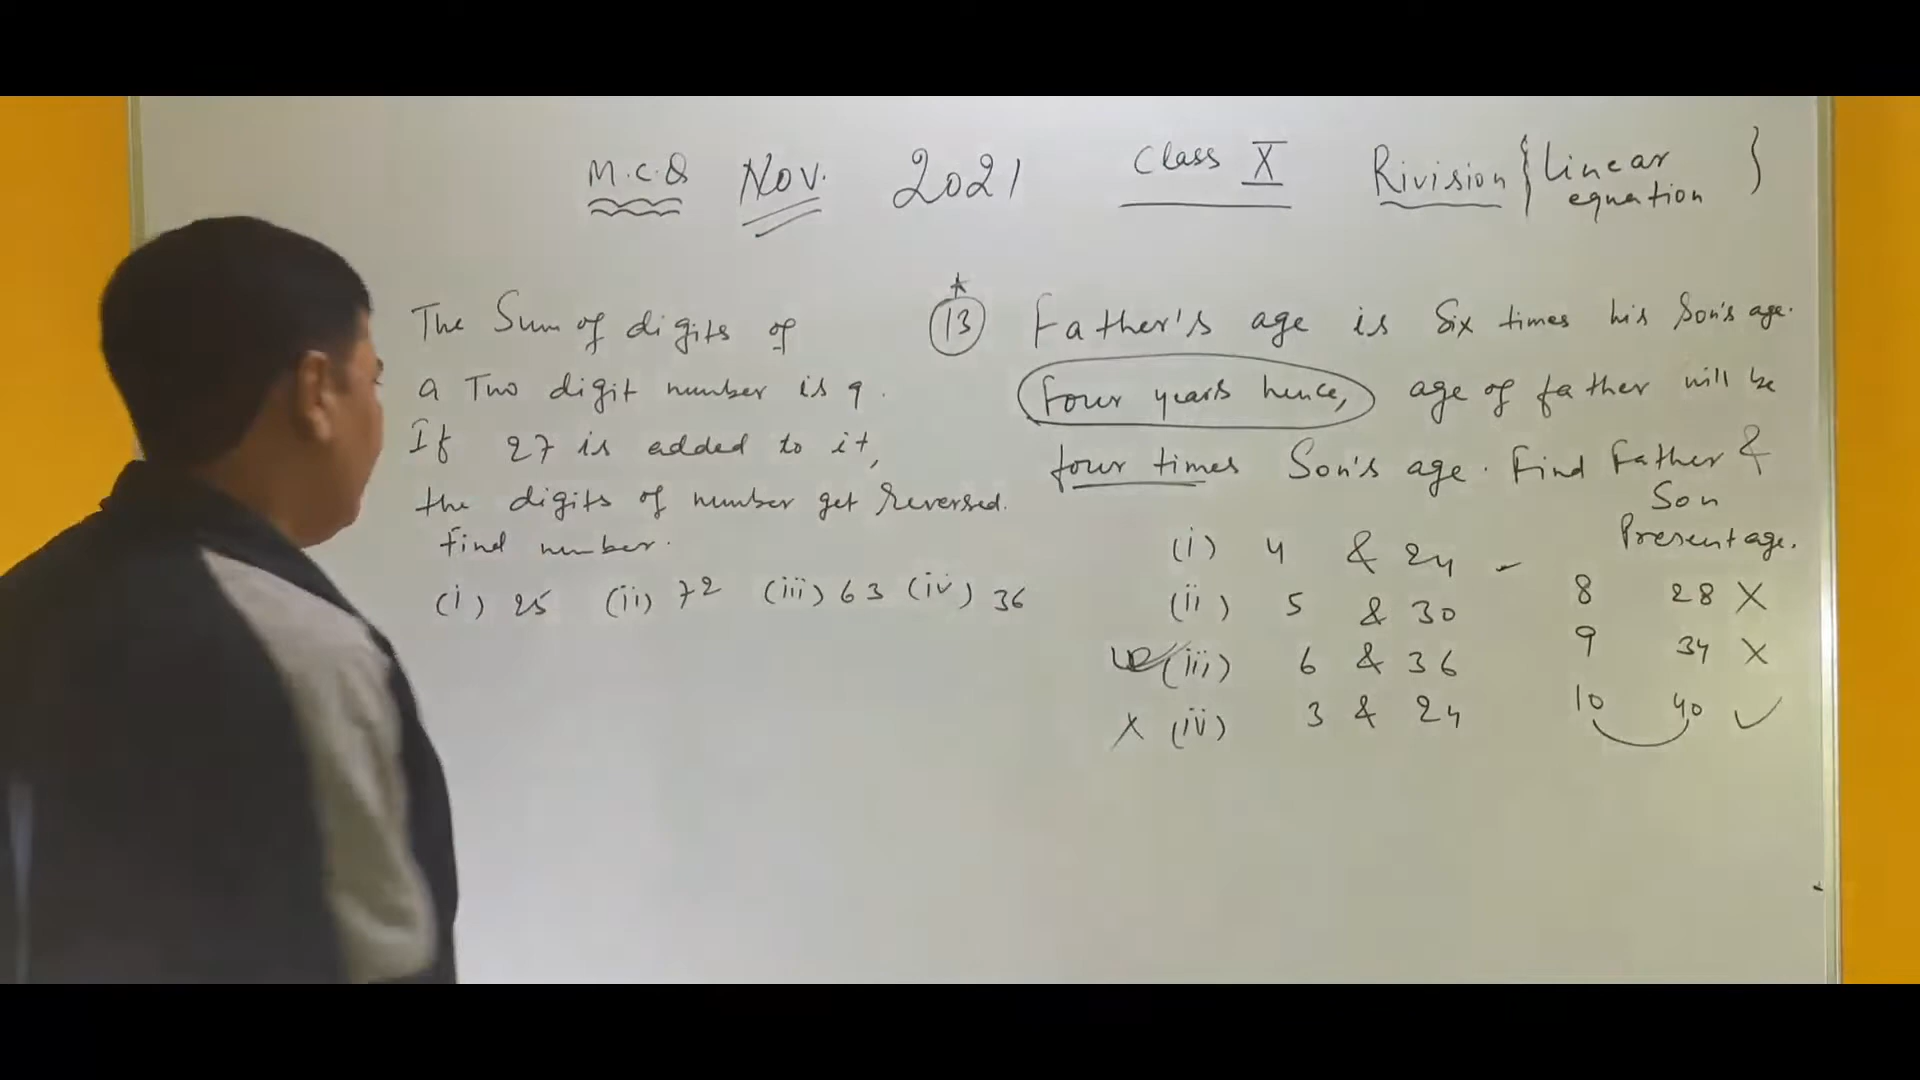 M.C.Q Nov. 2021 Class X Rivision { Linear equation }
The Sum of digits of
a Two digit number is 9.
If 27 is added to it,
the digits of number get reversed.
find number.
(i) 25 (ii) 72 (iii) 63 (iv) 36
13 Father's age is Six times his Son's age.
Four years hence, age of father will be
four times Son's age. Find Father &
Son
Present age.
(i) 4 & 24
(ii) 5 & 30 8 28 X
(iii) 6 & 36 9 34 X
X (iv) 3 & 24 10 40 ✓